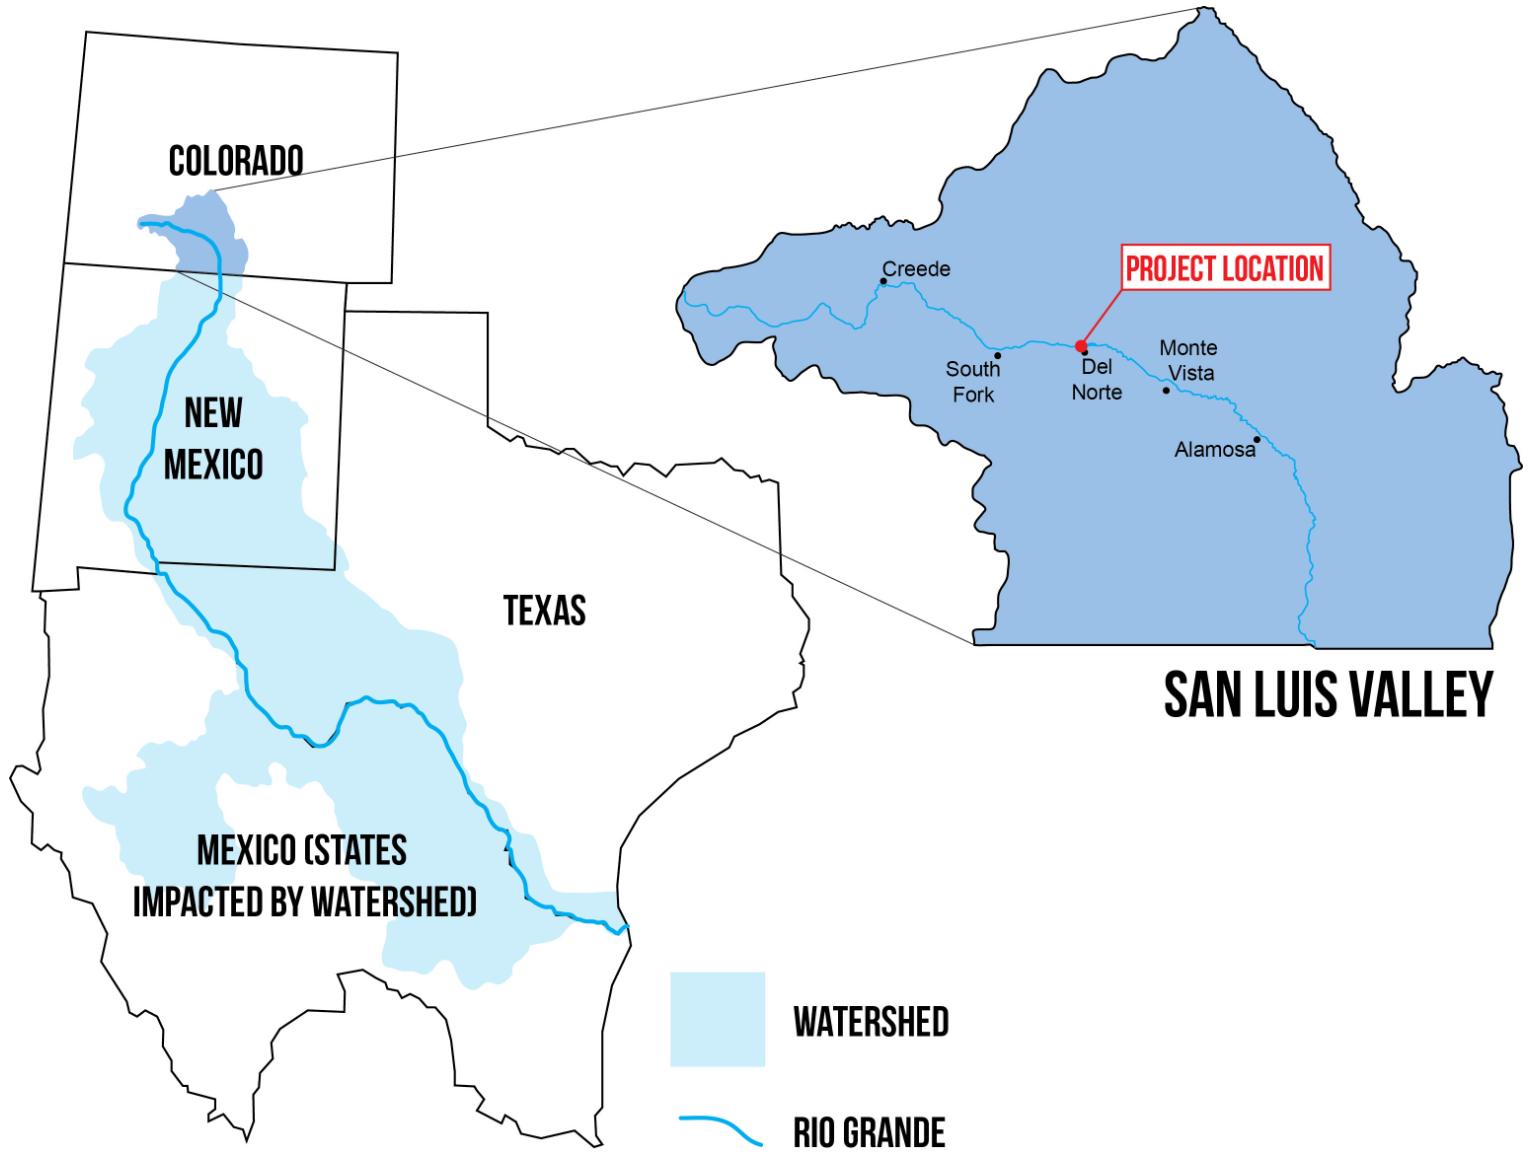 COLORADO
NEW
MEXICO
TEXAS
MEXICO (STATES
IMPACTED BY WATERSHED)
Creede
PROJECT LOCATION
South
Fork
Del
Norte
Monte
Vista
Alamosa
SAN LUIS VALLEY
WATERSHED
RIO GRANDE